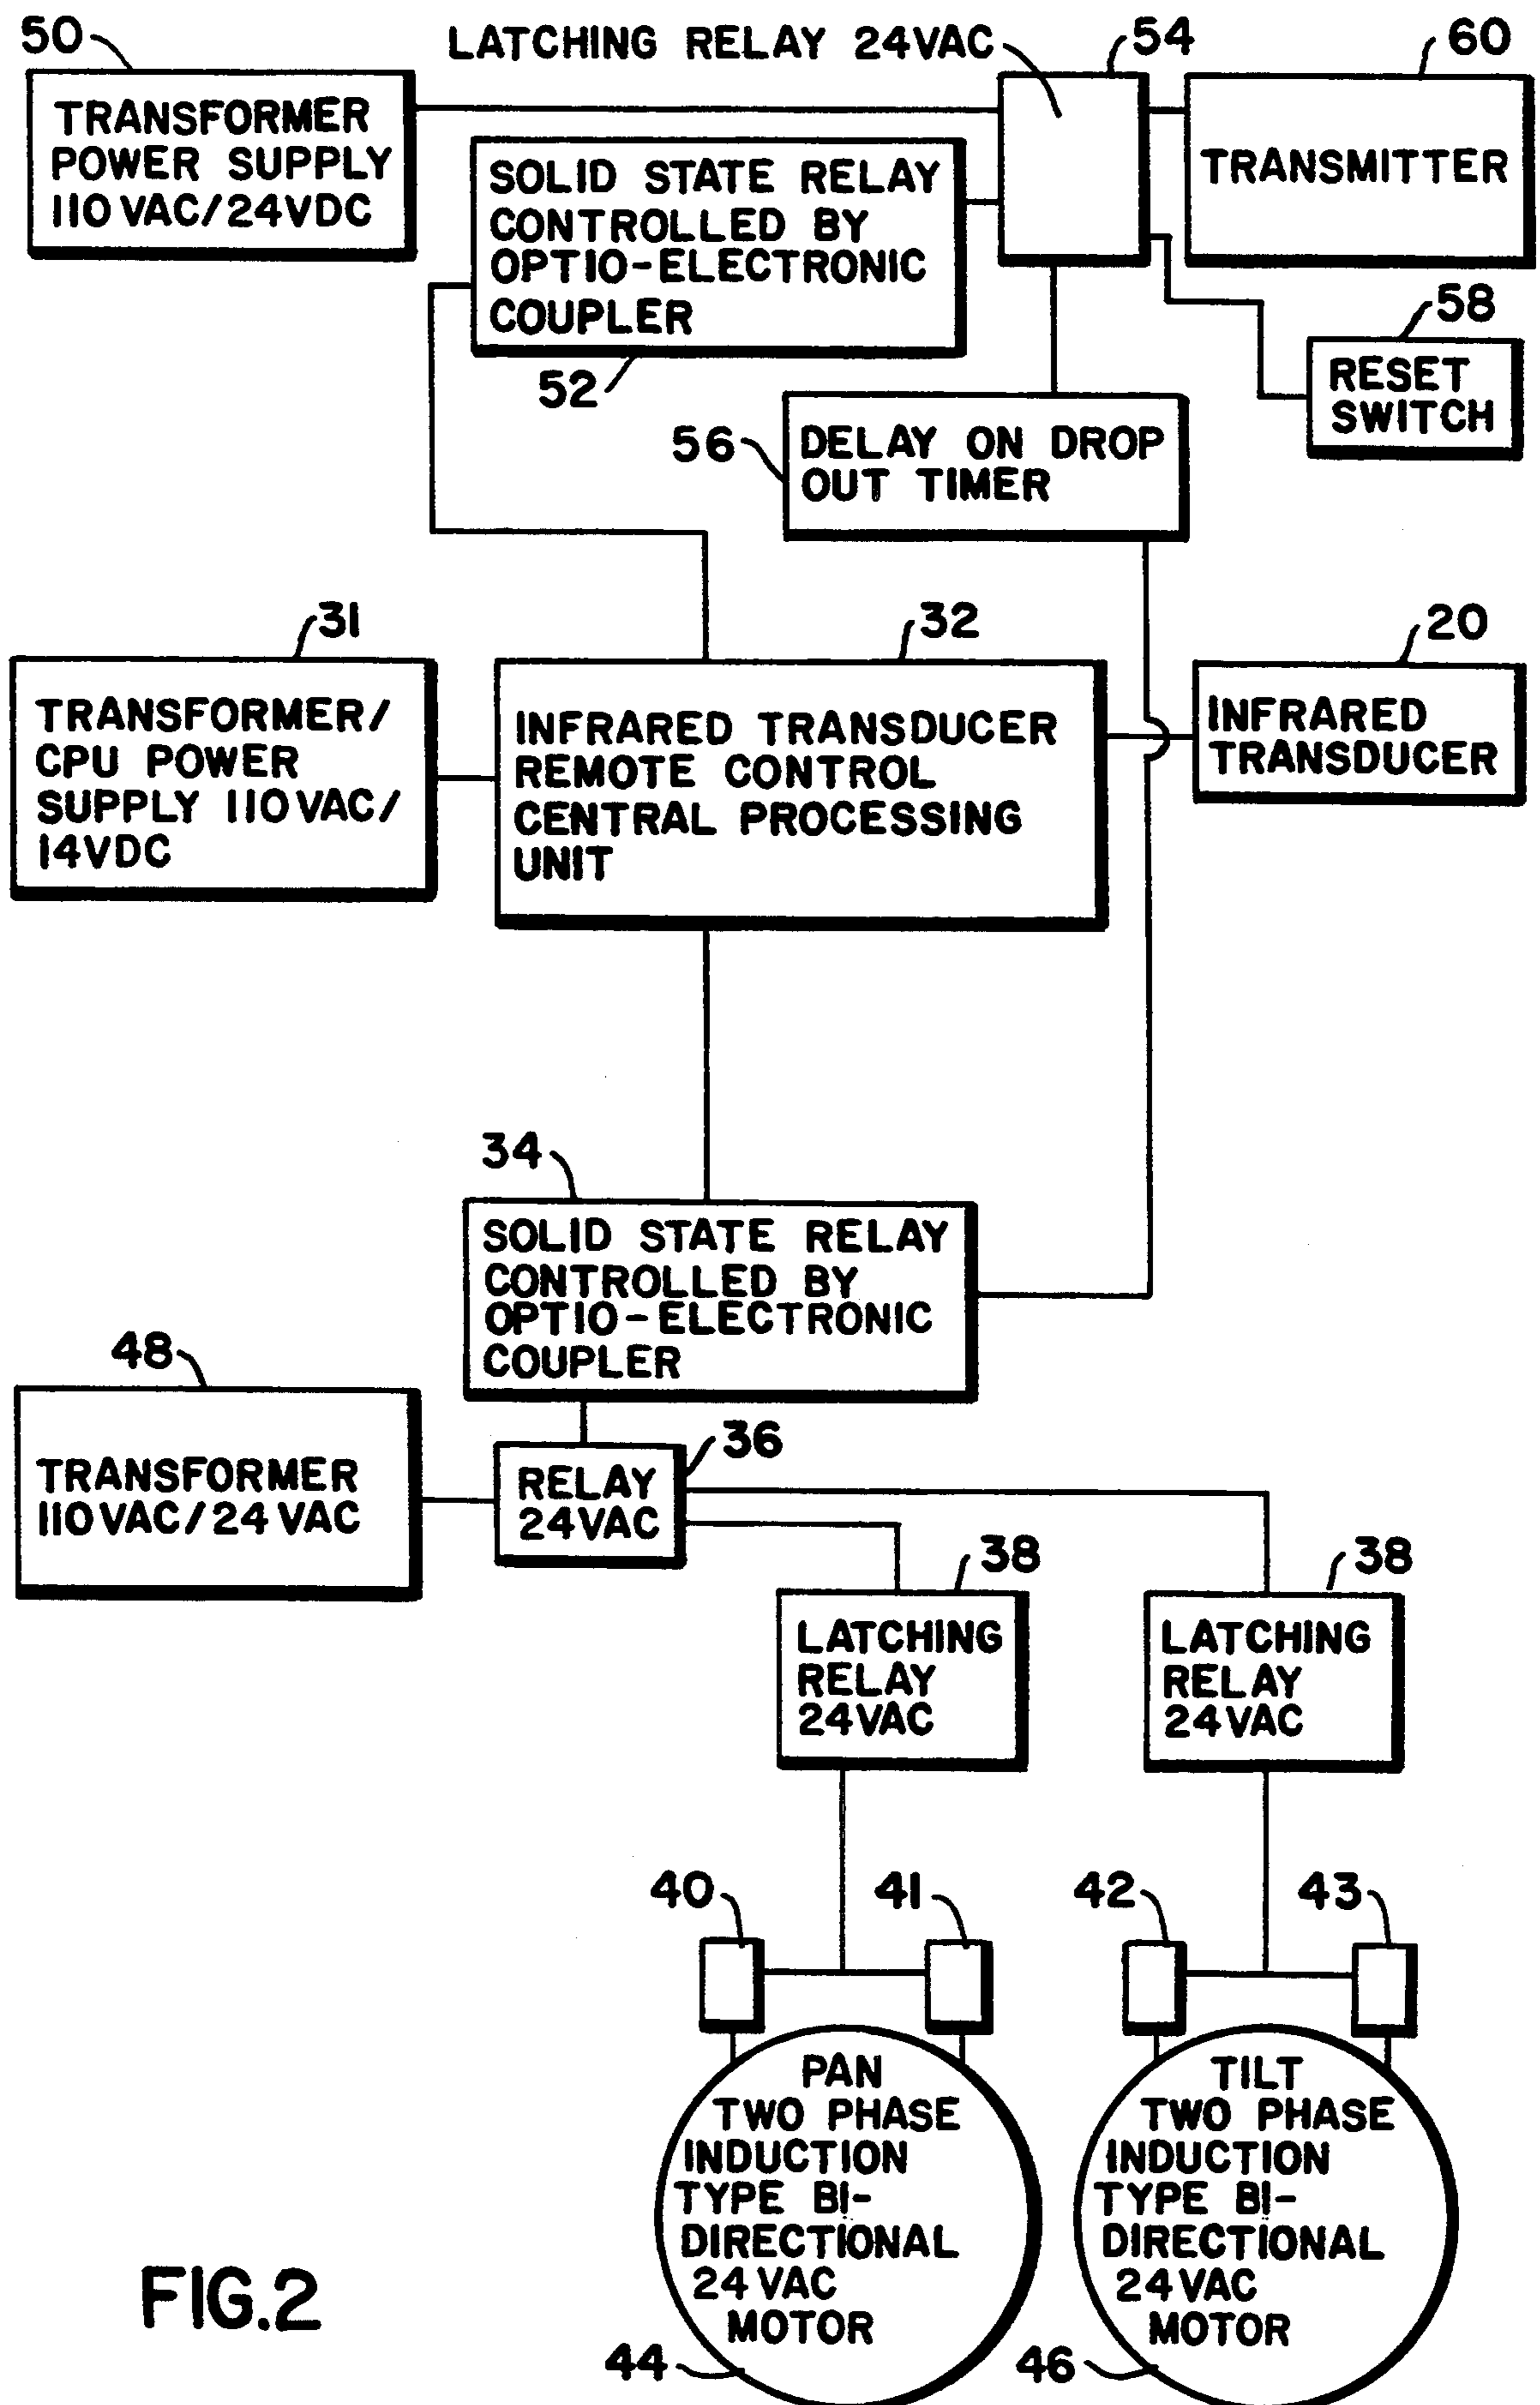 50
LATCHING RELAY 24VAC
54
60
TRANSFORMER
POWER SUPPLY
110 VAC/24VDC
SOLID STATE RELAY
CONTROLLED BY
OPTIO-ELECTRONIC
COUPLER
TRANSMITTER
52
58
RESET
SWITCH
56
DELAY ON DROP
OUT TIMER
31
32
20
TRANSFORMER/
CPU POWER
SUPPLY 110 VAC/
14VDC
INFRARED TRANSDUCER
REMOTE CONTROL
CENTRAL PROCESSING
UNIT
INFRARED
TRANSDUCER
34
SOLID STATE RELAY
CONTROLLED BY
OPTIO-ELECTRONIC
COUPLER
48
TRANSFORMER
110VAC/24 VAC
36
RELAY
24VAC
38
38
LATCHING
RELAY
24VAC
LATCHING
RELAY
24VAC
40
41
42
43
PAN
TWO PHASE
INDUCTION
TYPE BI-
DIRECTIONAL
24 VAC
MOTOR
TILT
TWO PHASE
INDUCTION
TYPE BI-
DIRECTIONAL
24 VAC
MOTOR
44
46
FIG.2